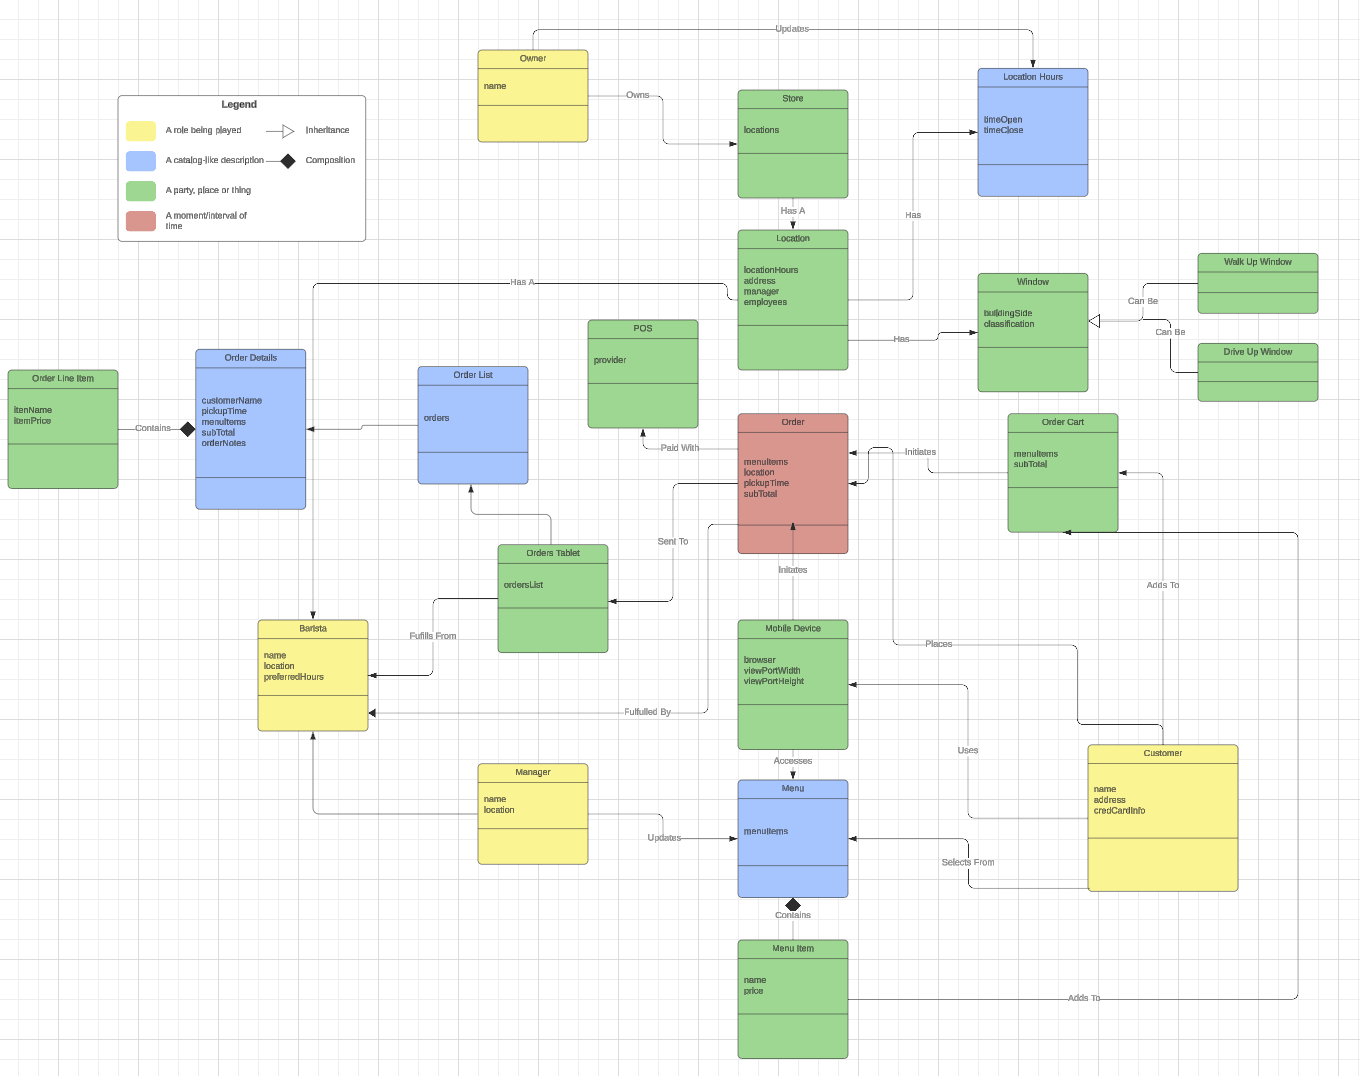 Updates
Owner
name
Owns
Location Hours
timeOpen
timeClose
Store
locations
Legend
A role being played
Inheritance
A catalog-like description
Composition
A party, place or thing
A moment/interval of
time
Has A
Has
Location
locationHours
address
manager
employees
Has A
Window
buildingSide
classification
Walk Up Window
Can Be
Can Be
Drive Up Window
Has
POS
provider
Order Details
customerName
pickupTime
menuItems
subTotal
orderNotes
Order Line Item
itenName
itemPrice
Contains
Order List
orders
Order
menuItems
location
pickupTime
subTotal
Paid With
Initiates
Order Cart
menuItems
subTotal
Sent To
Orders Tablet
ordersList
Initates
Adds To
Barista
name
location
preferredHours
Fufills From
Mobile Device
browser
viewPortWidth
viewPortHeight
Places
Fulfulled By
Uses
Accesses
Customer
name
address
credCardInfo
Manager
name
location
Updates
Menu
menuItems
Selects From
Contains
Menu Item
name
price
Adds To